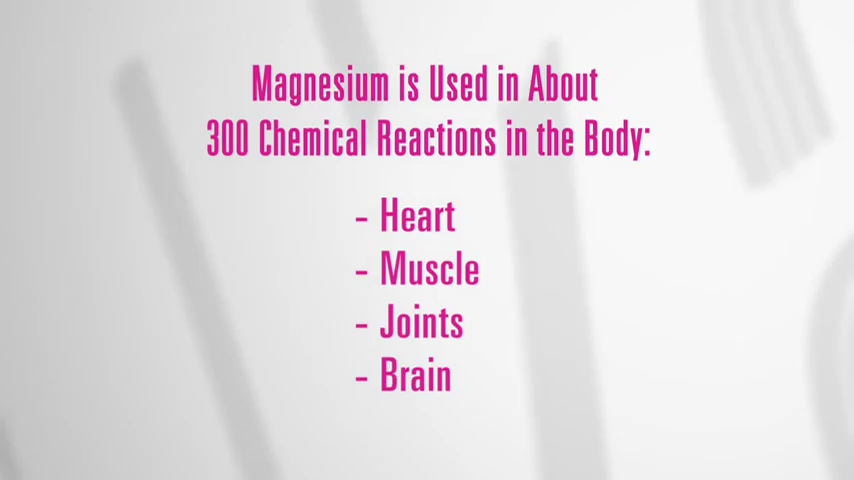 Magnesium is Used in About
300 Chemical Reactions in the Body:
- Heart
- Muscle
- Joints
- Brain